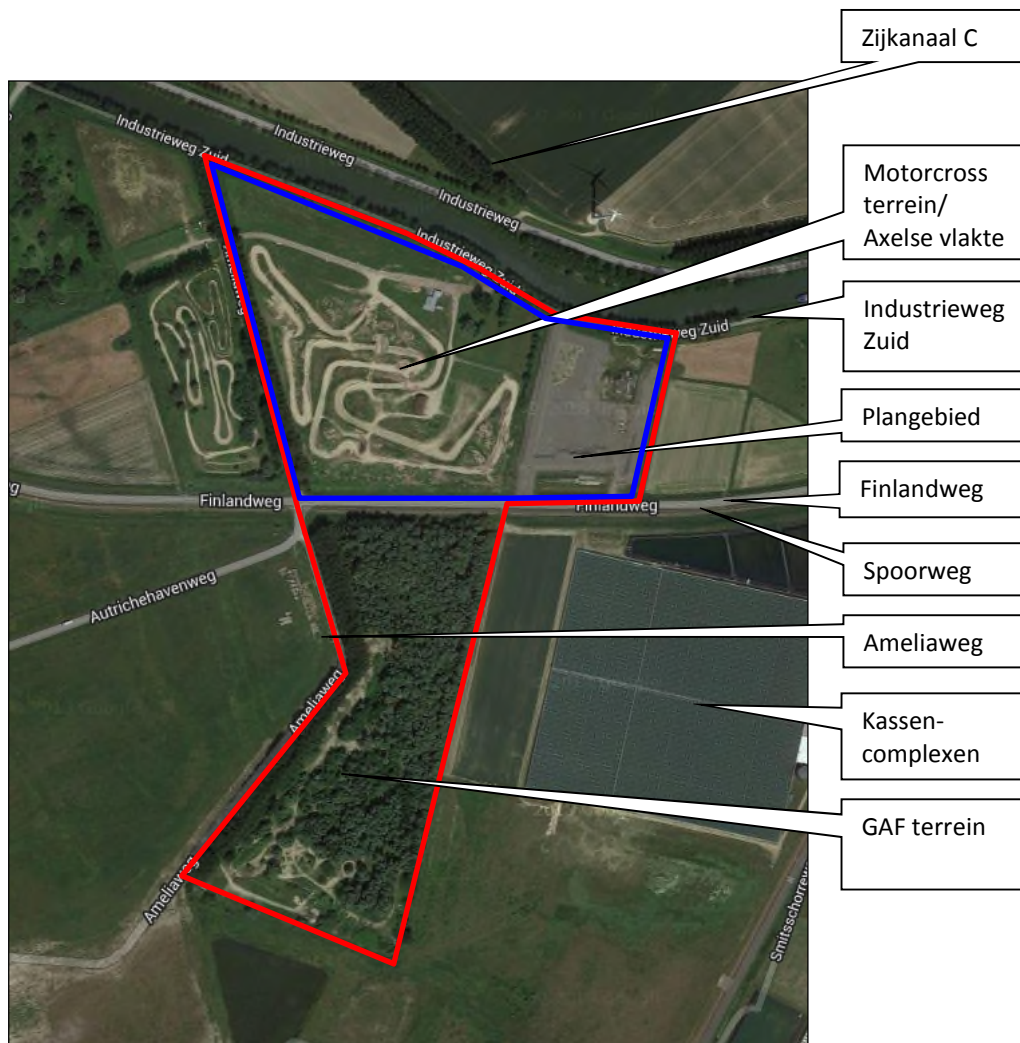 Zijkanaal C
Motorcross
terrein/
Axelse vlakte
Industrieweg
Zuid
Plangebied
Finlandweg
Spoorweg
Ameliaweg
Kassen-
complexen
GAF terrein
Industrieweg Zuid
Industrieweg
Industrieweg
Industrieweg Zuid
Industrieweg Zuid
Ameliaweg
Finlandweg
Finlandweg
Autrichehavenweg
Ameliaweg
Ameliaweg